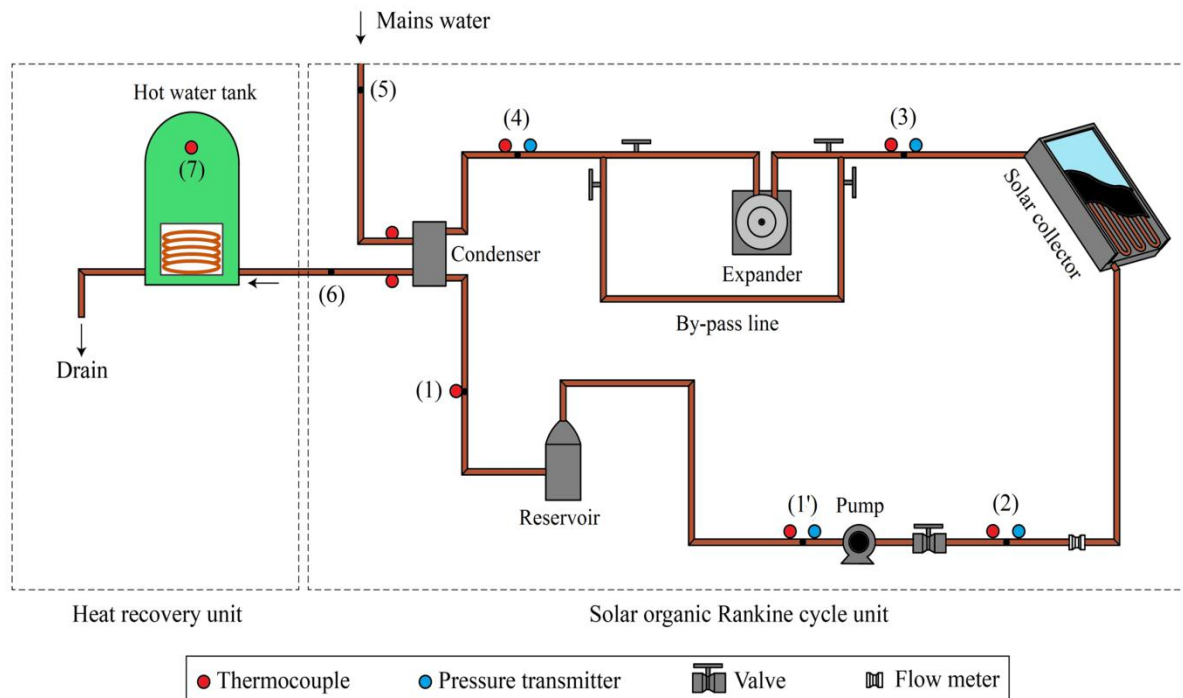 Mains water
Hot water tank
(5)
(4)
(3)
(7)
Solar collector
Condenser
Expander
(6)
By-pass line
Drain
(1)
Reservoir
(1')
Pump
(2)
Heat recovery unit
Solar organic Rankine cycle unit
Thermocouple
Pressure transmitter
Valve
Flow meter